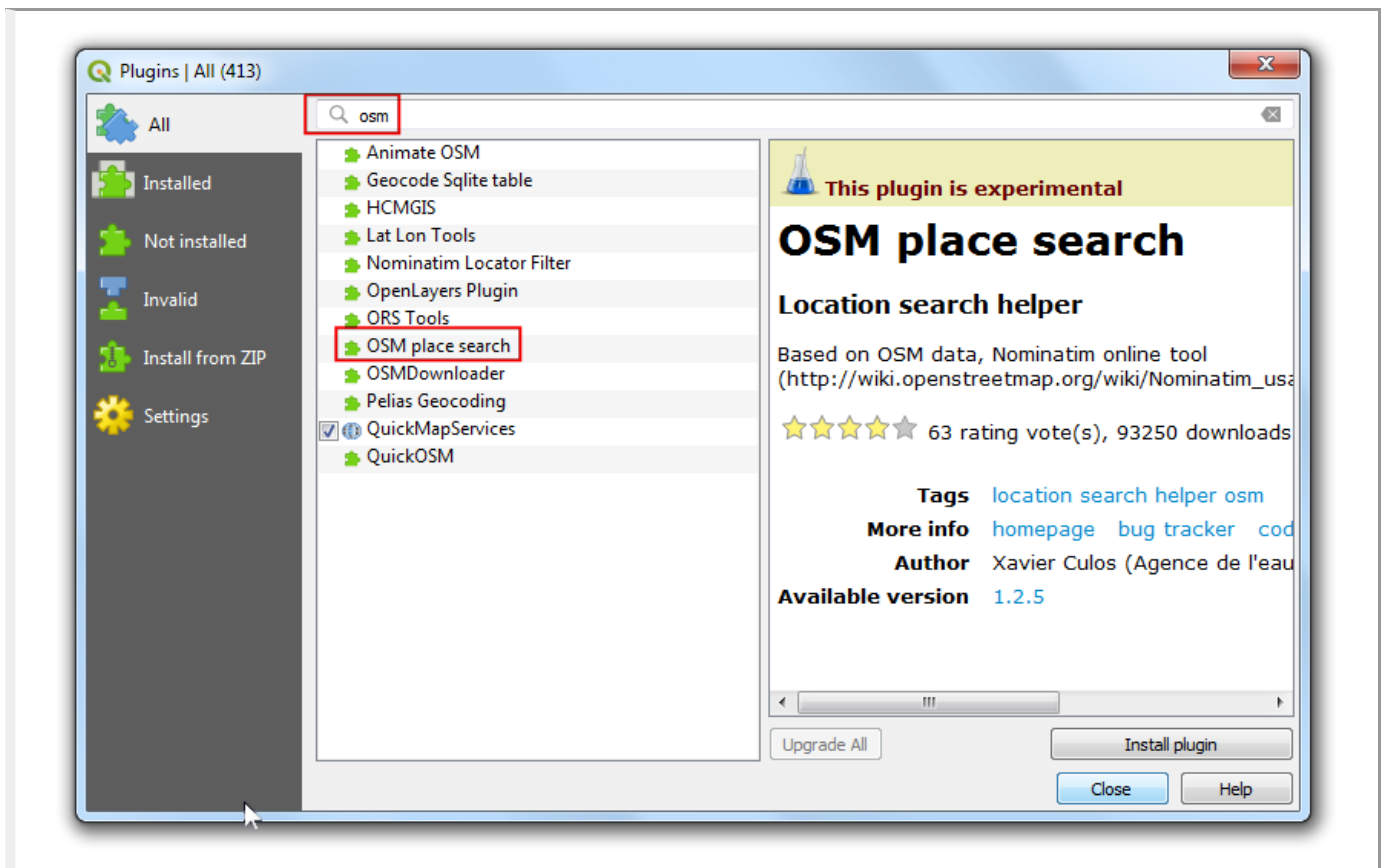 Plugins | All (413)
All
Installed
Not installed
Invalid
Install from ZIP
Settings
osm
Animate OSM
Geocode Sqlite table
HCMGIS
Lat Lon Tools
Nominatim Locator Filter
OpenLayers Plugin
ORS Tools
OSM place search
OSMDownloader
Pelias Geocoding
QuickMapServices
QuickOSM
This plugin is experimental
OSM place search
Location search helper
Based on OSM data, Nominatim online tool
(http://wiki.openstreetmap.org/wiki/Nominatim_usa
63 rating vote(s), 93250 downloads
Tags location search helper osm
More info homepage bug tracker cod
Author Xavier Culos (Agence de l'eau
Available version 1.2.5
Upgrade All
Install plugin
Close
Help